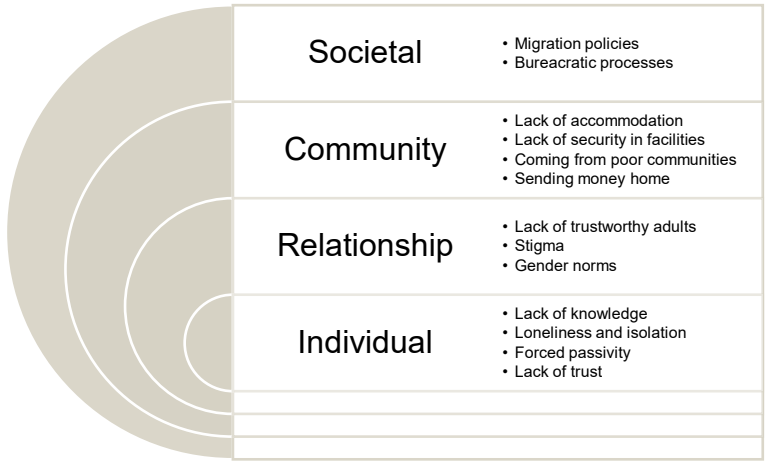 Societal
• Migration policies
• Bureacratic processes
Community
• Lack of accommodation
• Lack of security in facilities
• Coming from poor communities
• Sending money home
Relationship
• Lack of trustworthy adults
• Stigma
• Gender norms
Individual
• Lack of knowledge
• Loneliness and isolation
• Forced passivity
• Lack of trust